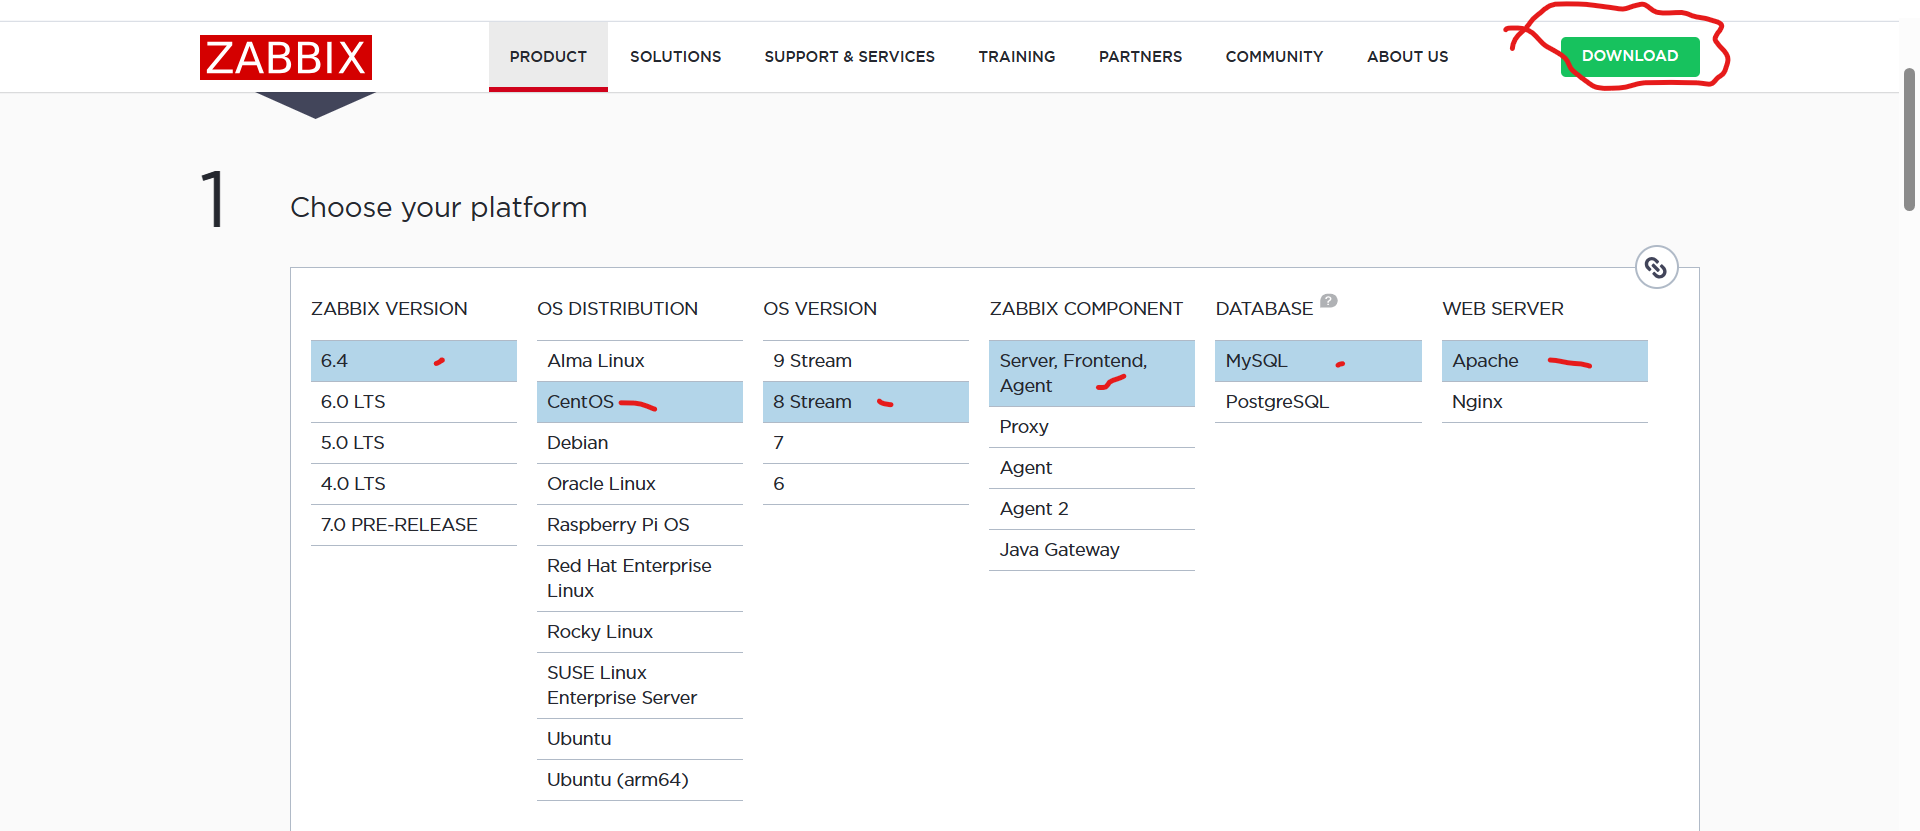 ZABBIX
PRODUCT
SOLUTIONS
SUPPORT & SERVICES
TRAINING
PARTNERS
COMMUNITY
ABOUT US
DOWNLOAD
1
Choose your platform
ZABBIX VERSION
6.4
6.0 LTS
5.0 LTS
4.0 LTS
7.0 PRE-RELEASE
OS DISTRIBUTION
Alma Linux
CentOS
Debian
Oracle Linux
Raspberry Pi OS
Red Hat Enterprise
Linux
Rocky Linux
SUSE Linux
Enterprise Server
Ubuntu
Ubuntu (arm64)
OS VERSION
9 Stream
8 Stream
7
6
ZABBIX COMPONENT
Server, Frontend,
Agent
Proxy
Agent
Agent 2
Java Gateway
DATABASE ?
MySQL
PostgreSQL
WEB SERVER
Apache
Nginx